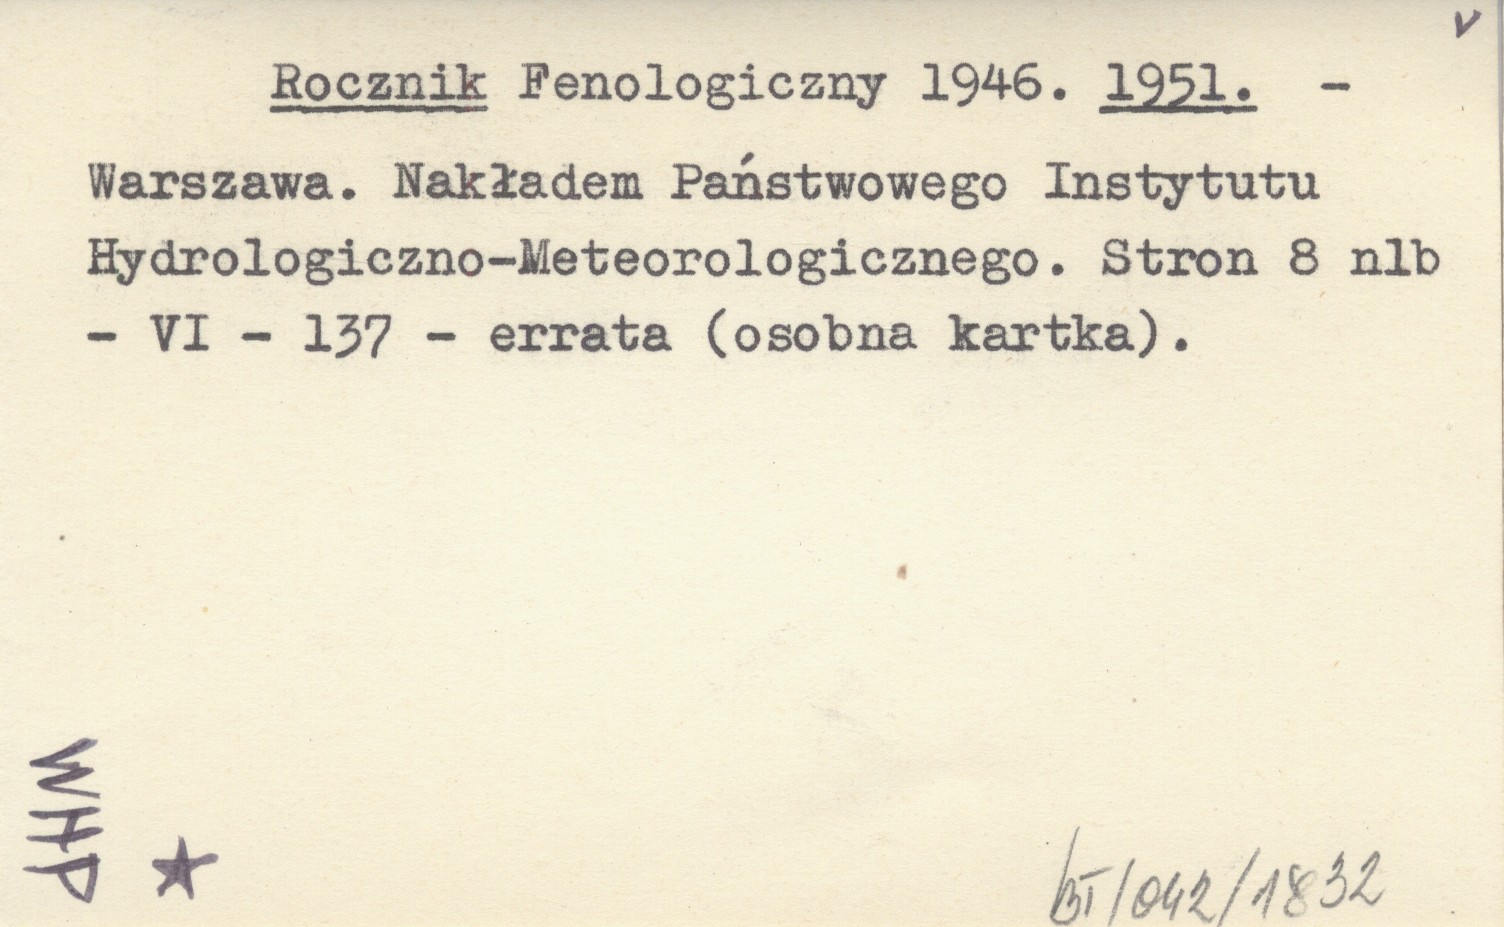 v
Rocznik Fenologiczny 1946. 1951. -
Warszawa. Nakładem Państwowego Instytutu
Hydrologiczno-Meteorologicznego. Stron 8 nlb
- VI - 137 - errata (osobna kartka).
WHP
BI/042/1832